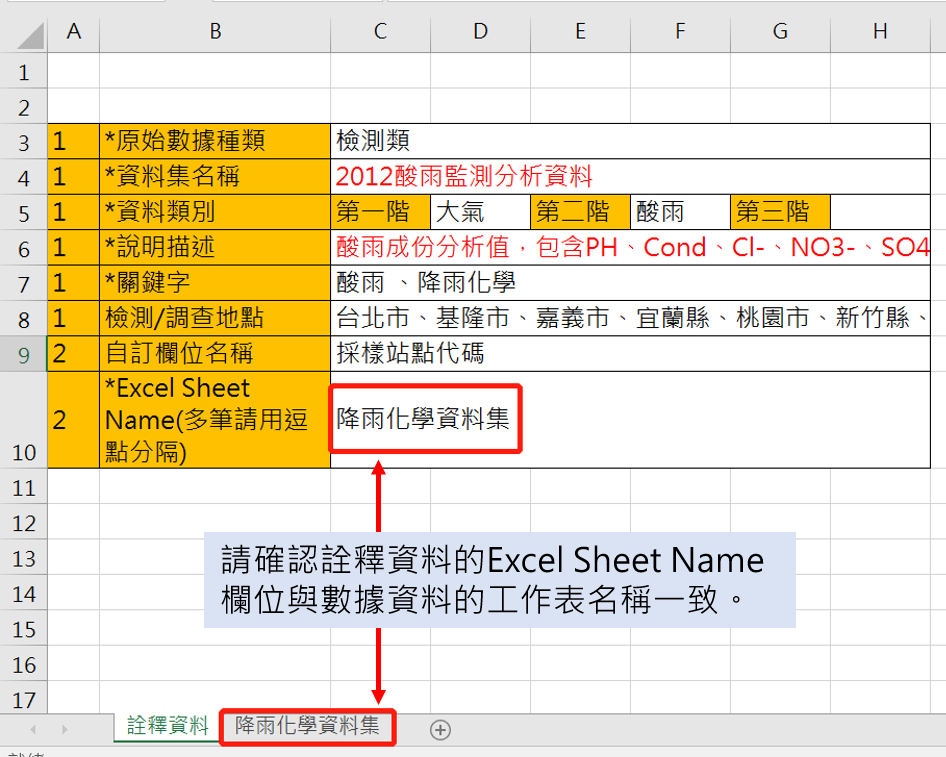 A B C D E F G H
1
2
3 1 *原始數據種類 檢測類
4 1 *資料集名稱 2012酸雨監測分析資料
5 1 *資料類別 第一階 大氣 第二階 酸雨 第三階
6 1 *說明描述 酸雨成份分析值，包含PH、Cond、Cl-、NO3-、SO4
7 1 *關鍵字 酸雨 、降雨化學
8 1 檢測/調查地點 台北市、基隆市、嘉義市、宜蘭縣、桃園市、新竹縣、
9 2 自訂欄位名稱 採樣站點代碼
*Excel Sheet
2 Name(多筆請用逗 降雨化學資料集
10 點分隔)
11
12
13 請確認詮釋資料的Excel Sheet Name
14 欄位與數據資料的工作表名稱一致。
15
16
17
詮釋資料 降雨化學資料集